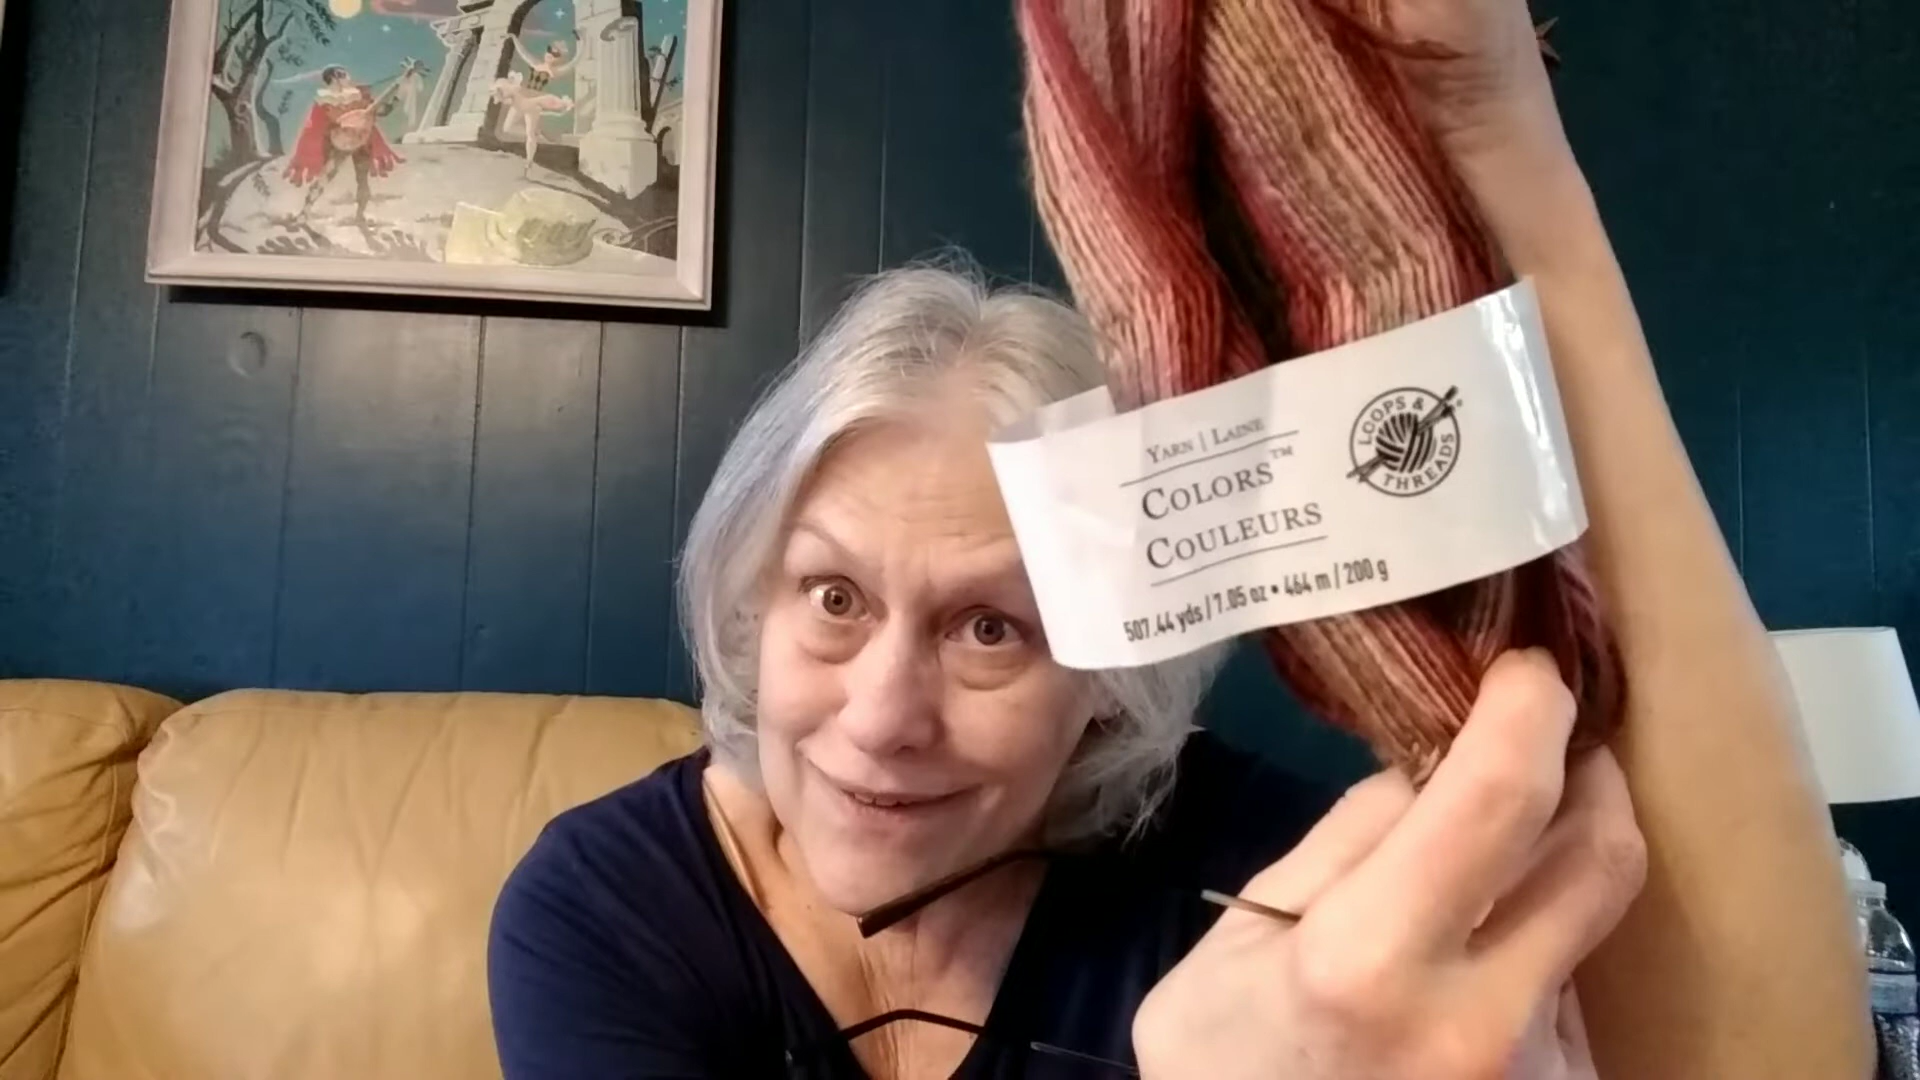 YARN | LAINE
COLORS™
COULEURS
507.44 yds / 7.05 oz • 464 m / 200 g
LOOPS &
THREADS®